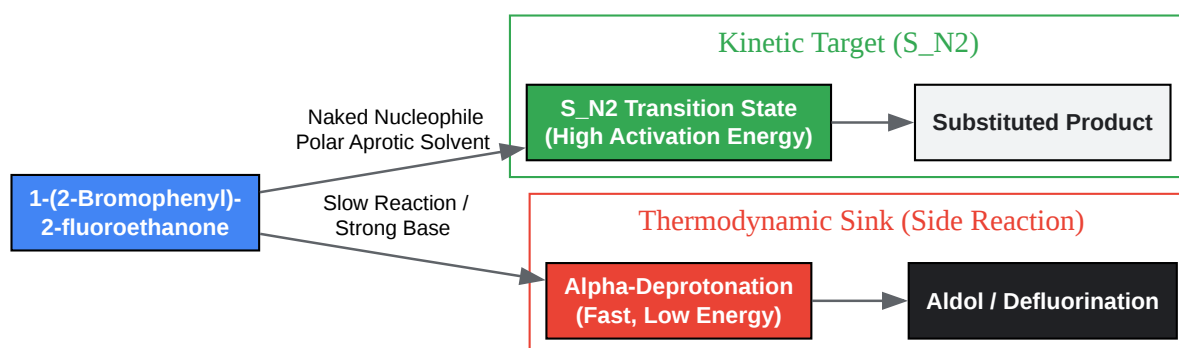 Kinetic Target (S_N2)
Naked Nucleophile
Polar Aprotic Solvent
S_N2 Transition State
(High Activation Energy)
Substituted Product
1-(2-Bromophenyl)-
2-fluoroethanone
Slow Reaction /
Strong Base
Thermodynamic Sink (Side Reaction)
Alpha-Deprotonation
(Fast, Low Energy)
Aldol / Defluorination